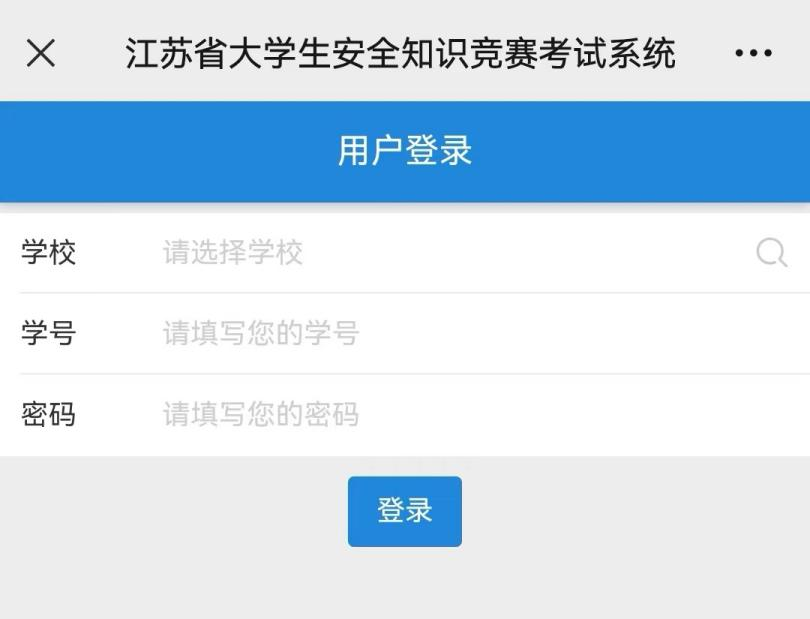 江苏省大学生安全知识竞赛考试系统
用户登录
学校 请选择学校
学号 请填写您的学号
密码 请填写您的密码
登录